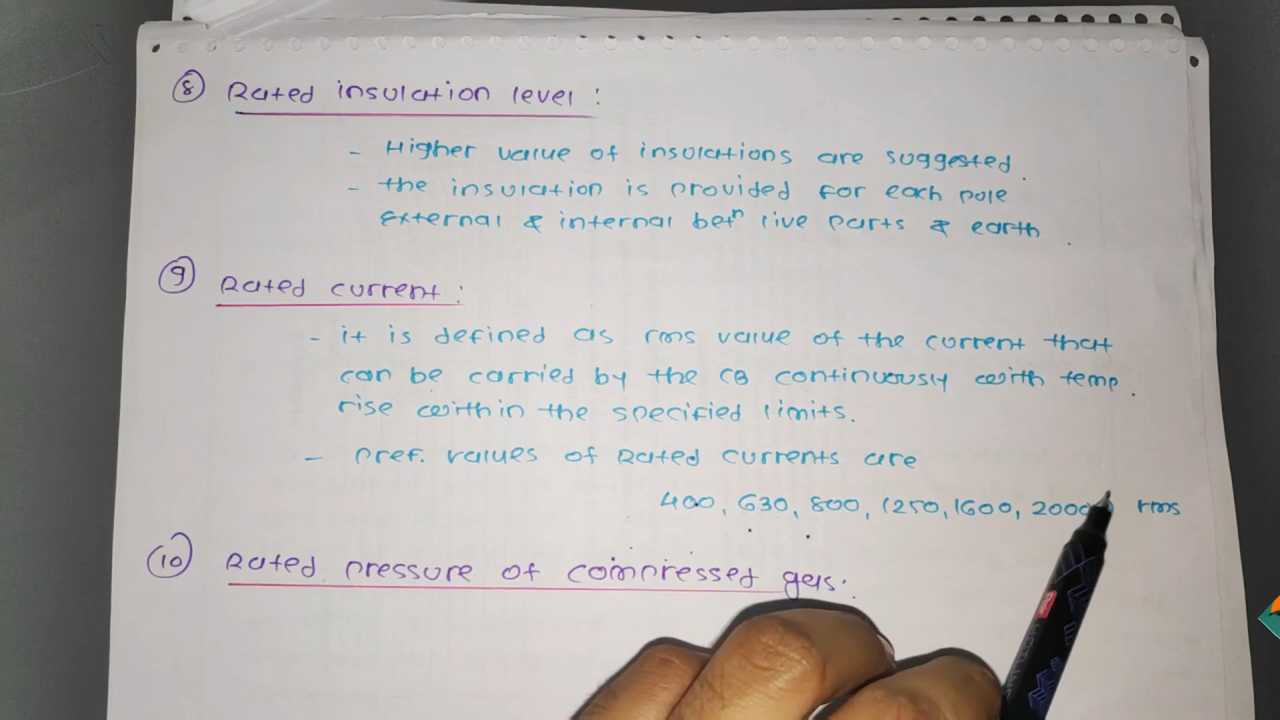 8 Rated insulation level :
- Higher value of insulations are suggested.
- the insulation is provided for each pole
external & internal betn live parts & earth.
9 Rated current :
- it is defined as rms value of the current that
can be carried by the CB continuously with temp.
rise within the specified limits.
- pref. values of Rated currents are
400, 630, 800, 1250, 1600, 2000 rms
10 Rated pressure of compressed gas: